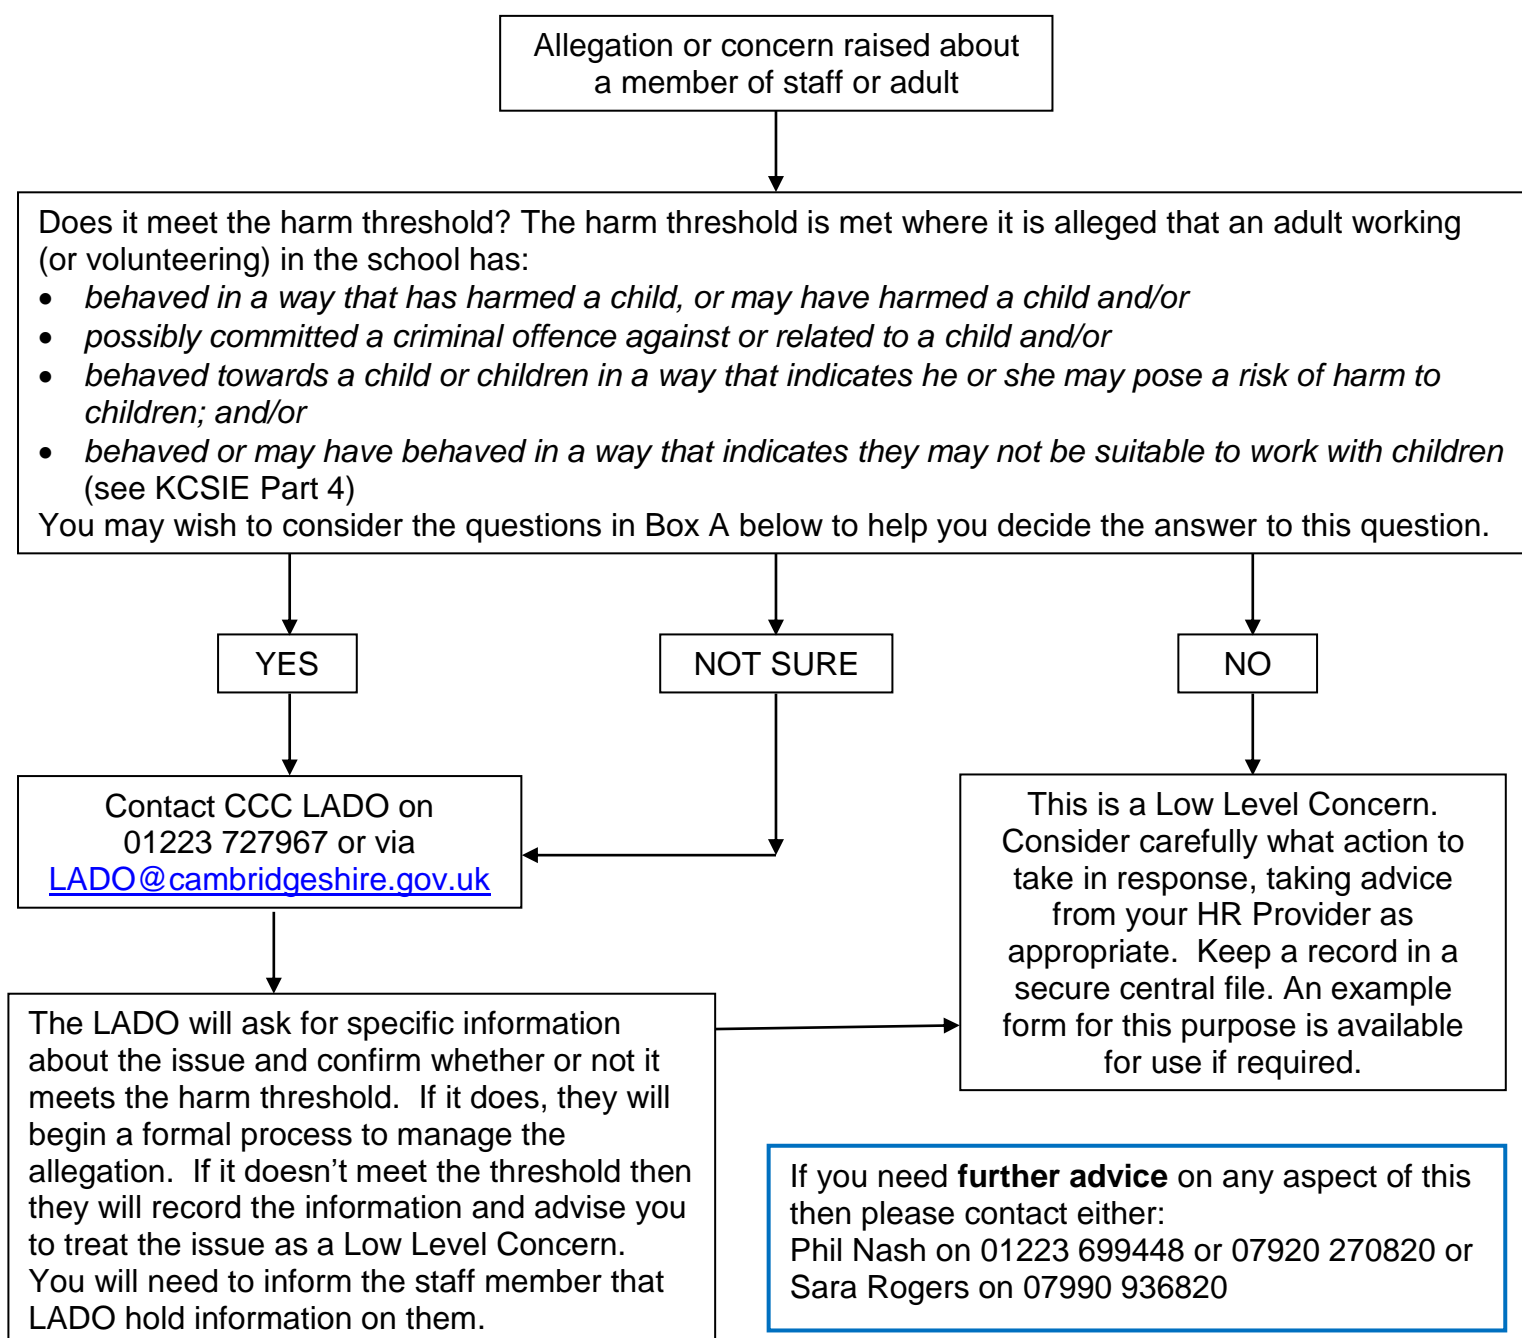 Allegation or concern raised about
a member of staff or adult
Does it meet the harm threshold? The harm threshold is met where it is alleged that an adult working
(or volunteering) in the school has:
• behaved in a way that has harmed a child, or may have harmed a child and/or
• possibly committed a criminal offence against or related to a child and/or
• behaved towards a child or children in a way that indicates he or she may pose a risk of harm to
children; and/or
• behaved or may have behaved in a way that indicates they may not be suitable to work with children
(see KCSIE Part 4)
You may wish to consider the questions in Box A below to help you decide the answer to this question.
YES
NOT SURE
NO
Contact CCC LADO on
01223 727967 or via
LADO@cambridgeshire.gov.uk
This is a Low Level Concern.
Consider carefully what action to
take in response, taking advice
from your HR Provider as
appropriate.  Keep a record in a
secure central file. An example
form for this purpose is available
for use if required.
The LADO will ask for specific information
about the issue and confirm whether or not it
meets the harm threshold.  If it does, they will
begin a formal process to manage the
allegation.  If it doesn’t meet the threshold then
they will record the information and advise you
to treat the issue as a Low Level Concern.
You will need to inform the staff member that
LADO hold information on them.
If you need further advice on any aspect of this
then please contact either:
Phil Nash on 01223 699448 or 07920 270820 or
Sara Rogers on 07990 936820